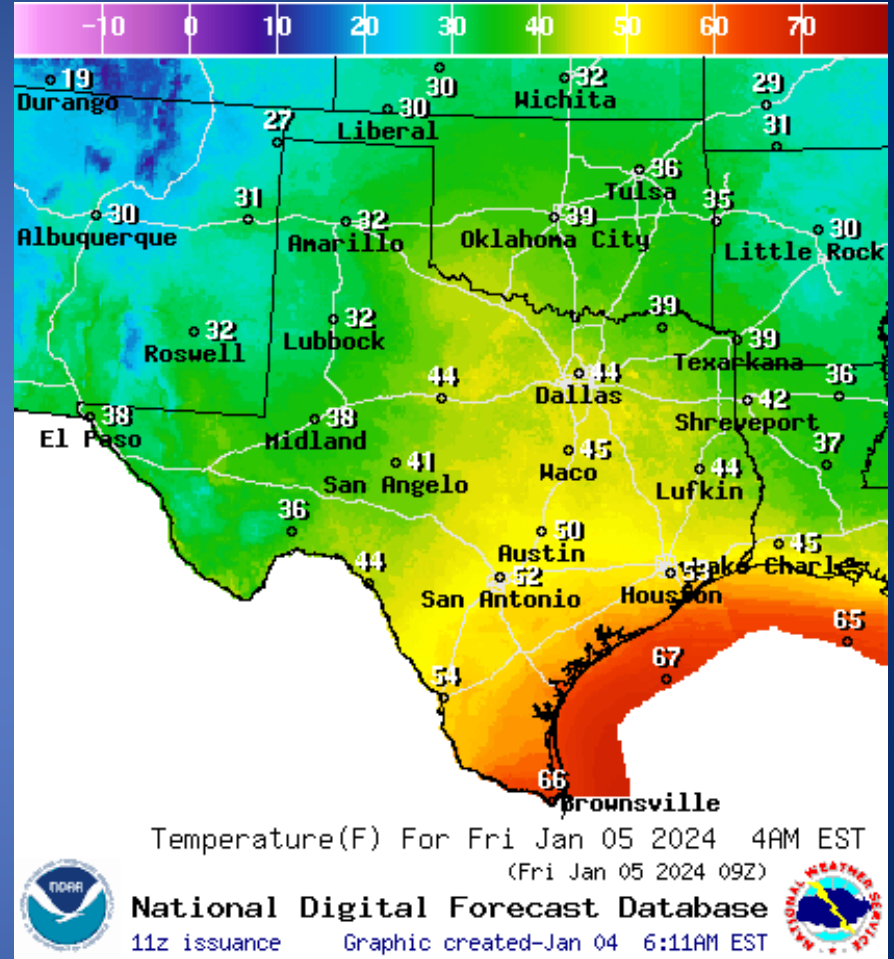 -10 0 10 20 30 40 50 60 70
19
Durango
30
32
Wichita
29
30
Liberal
27
31
36
Tulsa
30
Albuquerque
31
32
Amarillo
39
Oklahoma City
35
30
Little Rock
32
Roswell
32
Lubbock
39
39
Texarkana
44
44
Dallas
36
42
Shreveport
38
El Paso
38
Midland
41
San Angelo
45
Waco
44
Lufkin
37
36
50
Austin
45
Lake Charles
44
52
San Antonio
53
Houston
65
67
54
66
Brownsville
Temperature(F) For Fri Jan 05 2024 4AM EST
(Fri Jan 05 2024 09Z)
NOAA
National Digital Forecast Database
NATIONAL WEATHER SERVICE
11z issuance Graphic created-Jan 04 6:11AM EST